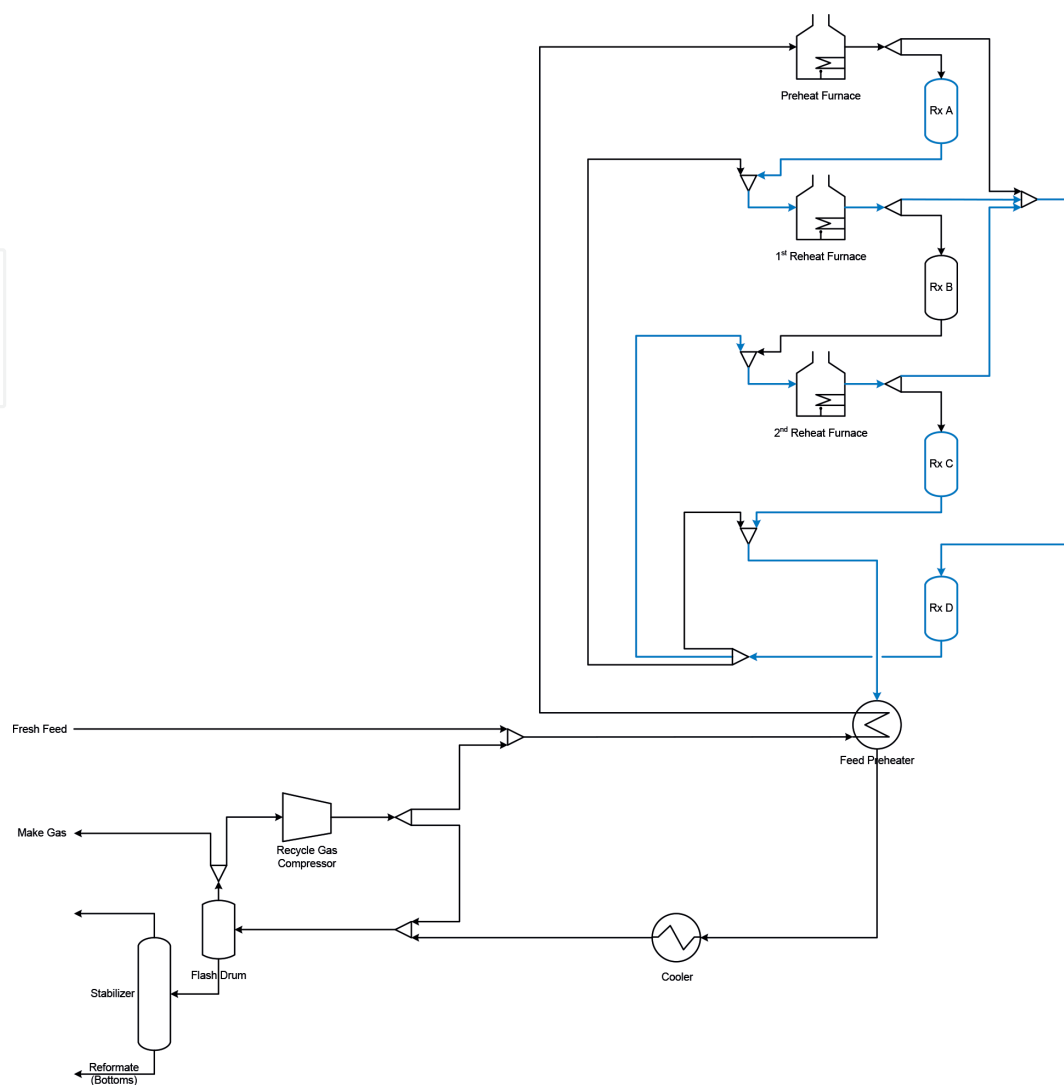 Preheat Furnace
Rx A
1st Reheat Furnace
Rx B
2nd Reheat Furnace
Rx C
Rx D
Fresh Feed
Feed Preheater
Make Gas
Recycle Gas
Compressor
Flash Drum
Cooler
Stabilizer
Reformate
(Bottoms)